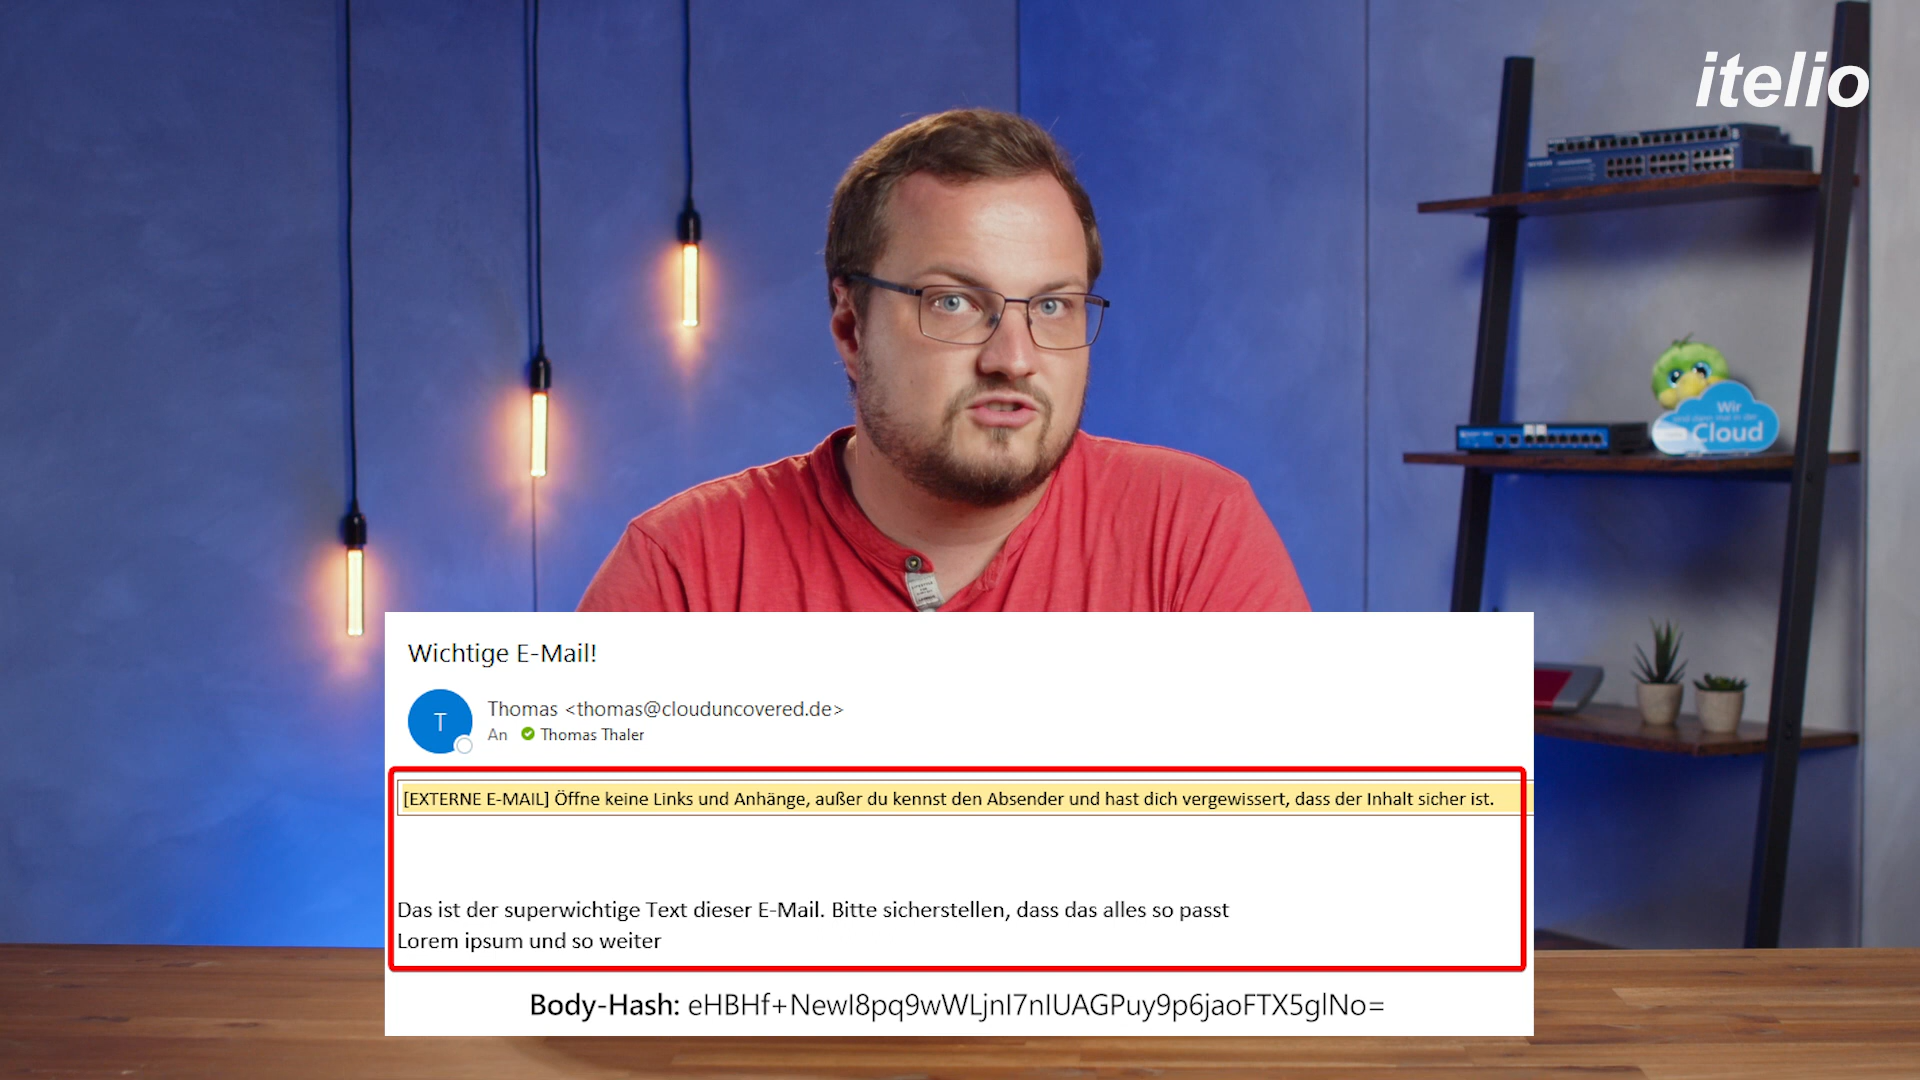 itelio
Wir
Cloud
Wichtige E-Mail!
T
Thomas <thomas@clouduncovered.de>
An Thomas Thaler
[EXTERNE E-MAIL] Öffne keine Links und Anhänge, außer du kennst den Absender und hast dich vergewissert, dass der Inhalt sicher ist.
Das ist der superwichtige Text dieser E-Mail. Bitte sicherstellen, dass das alles so passt
Lorem ipsum und so weiter
Body-Hash: eHBHf+NewI8pq9wWLjnI7nIUAGPuy9p6jaoFTX5glNo=